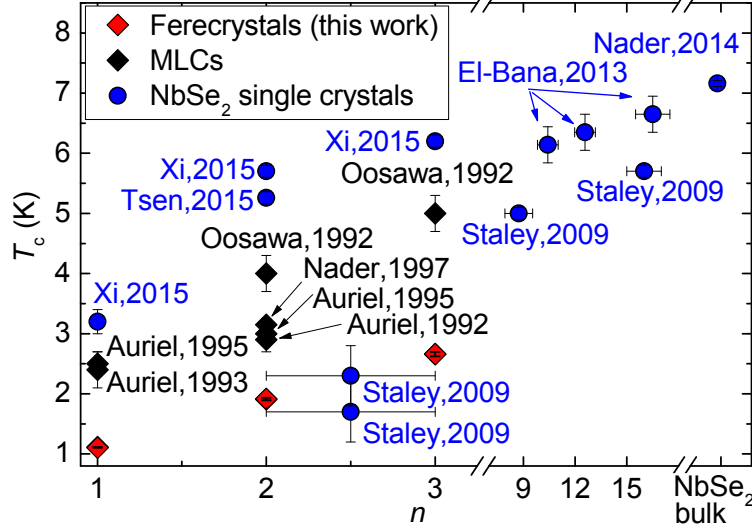 8
7
6
5
4
3
2
1
T_c (K)
Ferecrystals (this work)
MLCs
NbSe₂ single crystals
Nader,2014
El-Bana,2013
Xi,2015
Xi,2015
Oosawa,1992
Tsen,2015
Staley,2009
Staley,2009
Oosawa,1992
Nader,1997
Auriel,1995
Auriel,1992
Xi,2015
Auriel,1995
Auriel,1993
Staley,2009
Staley,2009
1 2 3 9 12 15 NbSe₂
bulk
n